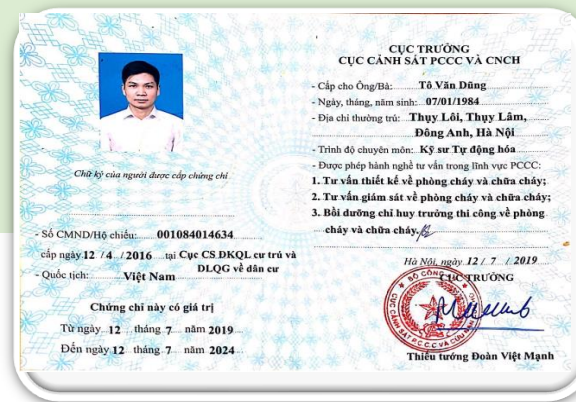 Chữ ký của người được cấp chứng chỉ
- Số CMND/Hộ chiếu: 001084014634
cấp ngày 12 / 4 / 2016 tại Cục CS ĐKQL cư trú và
DLQG về dân cư
- Quốc tịch: Việt Nam
Chứng chỉ này có giá trị
Từ ngày 12 tháng 7 năm 2019
Đến ngày 12 tháng 7 năm 2024
CỤC TRƯỞNG
CỤC CẢNH SÁT PCCC VÀ CNCH
- Cấp cho Ông/Bà: Tô Văn Dũng
- Ngày, tháng, năm sinh: 07/01/1984
- Địa chỉ thường trú: Thụy Lôi, Thụy Lâm,
Đông Anh, Hà Nội
- Trình độ chuyên môn: Kỹ sư Tự động hóa
- Được phép hành nghề tư vấn trong lĩnh vực PCCC:
1. Tư vấn thiết kế về phòng cháy và chữa cháy;
2. Tư vấn giám sát về phòng cháy và chữa cháy;
3. Bồi dưỡng chỉ huy trưởng thi công về phòng
cháy và chữa cháy.
Hà Nội, ngày 12 / 7 / 2019
CỤC TRƯỞNG
Thiếu tướng Đoàn Việt Mạnh